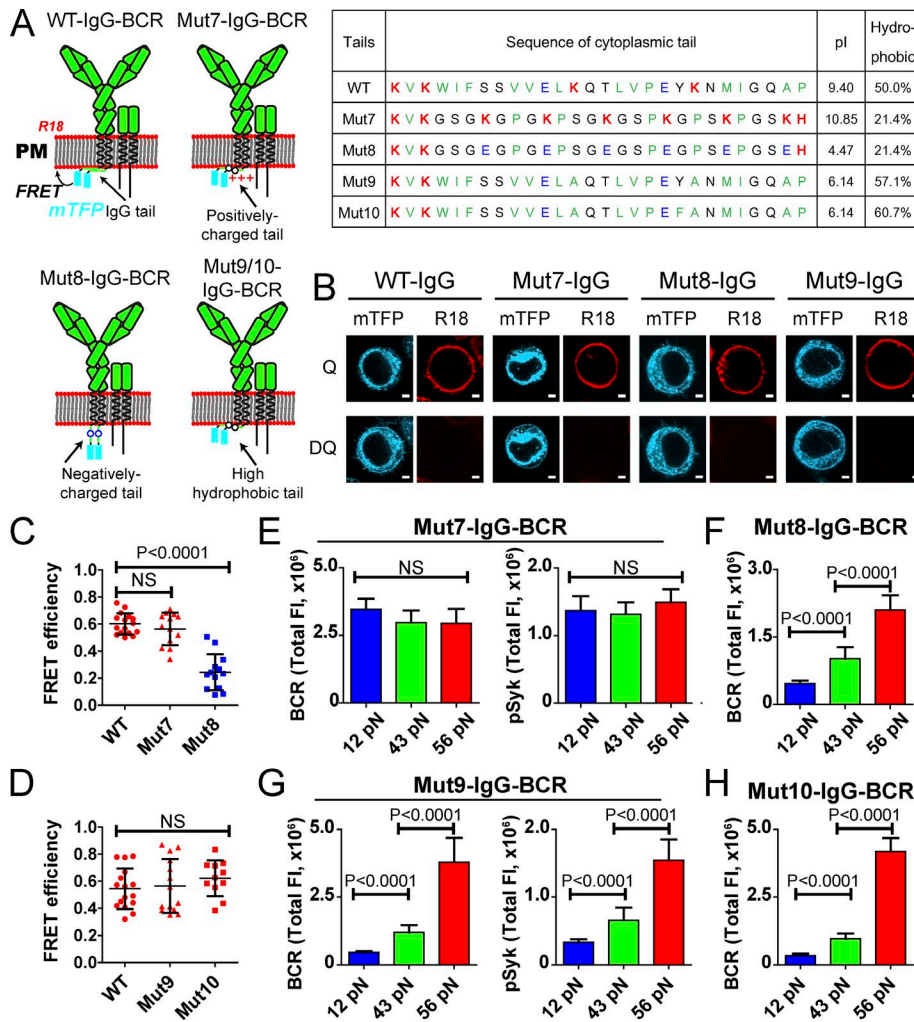 A
WT-IgG-BCR
Mut7-IgG-BCR
R18
PM
FRET
mTFP
IgG tail
+++
Positively-
charged tail
Mut8-IgG-BCR
Mut9/10-
IgG-BCR
Negatively-
charged tail
High
hydrophobic tail
Tails Sequence of cytoplasmic tail pI Hydro-
phobic
WT K V K W I F S S V V E L K Q T L V P E Y K N M I G Q A P 9.40 50.0%
Mut7 K V K G S G K G P G K P S G K G S P K G P S K P G S K H 10.85 21.4%
Mut8 K V K G S G E G P G E P S G E G S P E G P S E P G S E H 4.47 21.4%
Mut9 K V K W I F S S V V E L A Q T L V P E Y A N M I G Q A P 6.14 57.1%
Mut10 K V K W I F S S V V E L A Q T L V P E F A N M I G Q A P 6.14 60.7%
B
WT-IgG Mut7-IgG Mut8-IgG Mut9-IgG
mTFP R18 mTFP R18 mTFP R18 mTFP R18
Q
DQ
C
P<0.0001
NS
FRET efficiency
1.0
0.8
0.6
0.4
0.2
0.0
WT Mut7 Mut8
E
Mut7-IgG-BCR
NS
BCR (Total FI, x10⁶)
5.0
2.5
0
12 pN 43 pN 56 pN
NS
pSyk (Total FI, x10⁶)
2.0
1.0
0
12 pN 43 pN 56 pN
F
Mut8-IgG-BCR
P<0.0001
P<0.0001
BCR (Total FI, x10⁶)
3.0
1.5
0
12 pN 43 pN 56 pN
D
NS
FRET efficiency
1.0
0.8
0.6
0.4
0.2
0.0
WT Mut9 Mut10
G
Mut9-IgG-BCR
P<0.0001
P<0.0001
BCR (Total FI, x10⁶)
5.0
2.5
0
12 pN 43 pN 56 pN
P<0.0001
P<0.0001
pSyk (Total FI, x10⁶)
2.0
1.0
0
12 pN 43 pN 56 pN
H
Mut10-IgG-BCR
P<0.0001
P<0.0001
BCR (Total FI, x10⁶)
5.0
2.5
0
12 pN 43 pN 56 pN